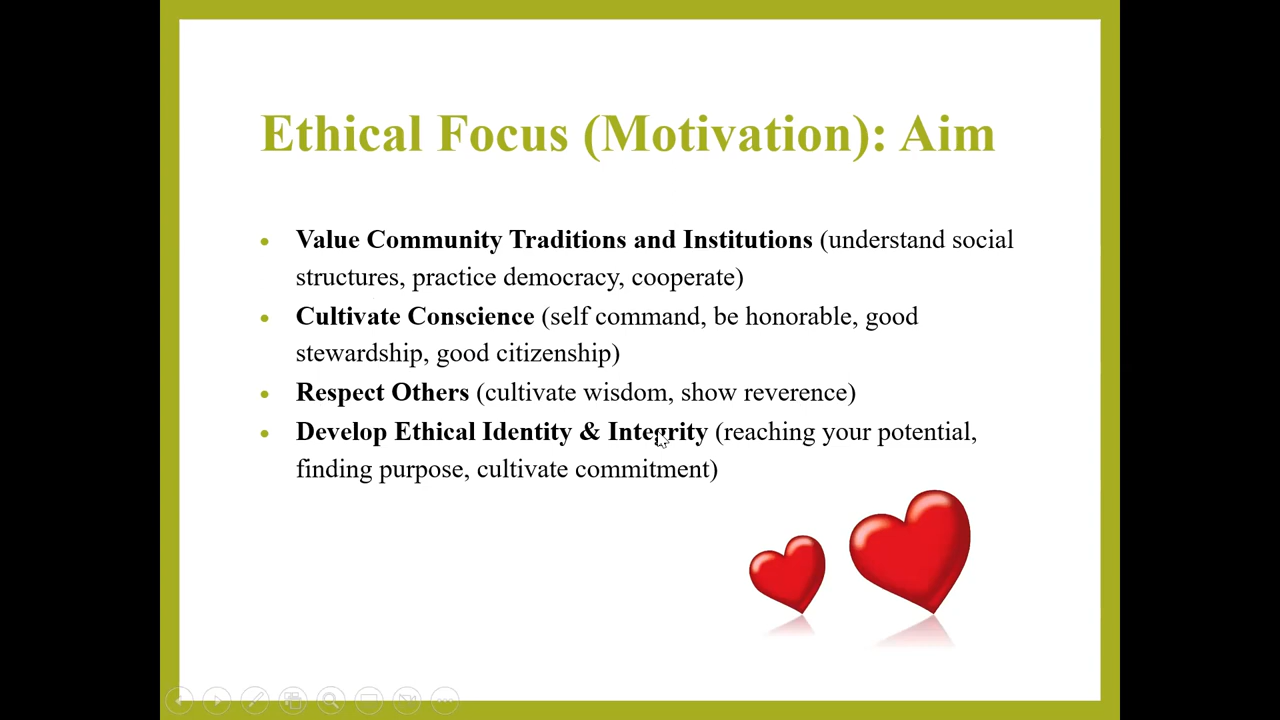 Ethical Focus (Motivation): Aim
• Value Community Traditions and Institutions (understand social
structures, practice democracy, cooperate)
• Cultivate Conscience (self command, be honorable, good
stewardship, good citizenship)
• Respect Others (cultivate wisdom, show reverence)
• Develop Ethical Identity & Integrity (reaching your potential,
finding purpose, cultivate commitment)